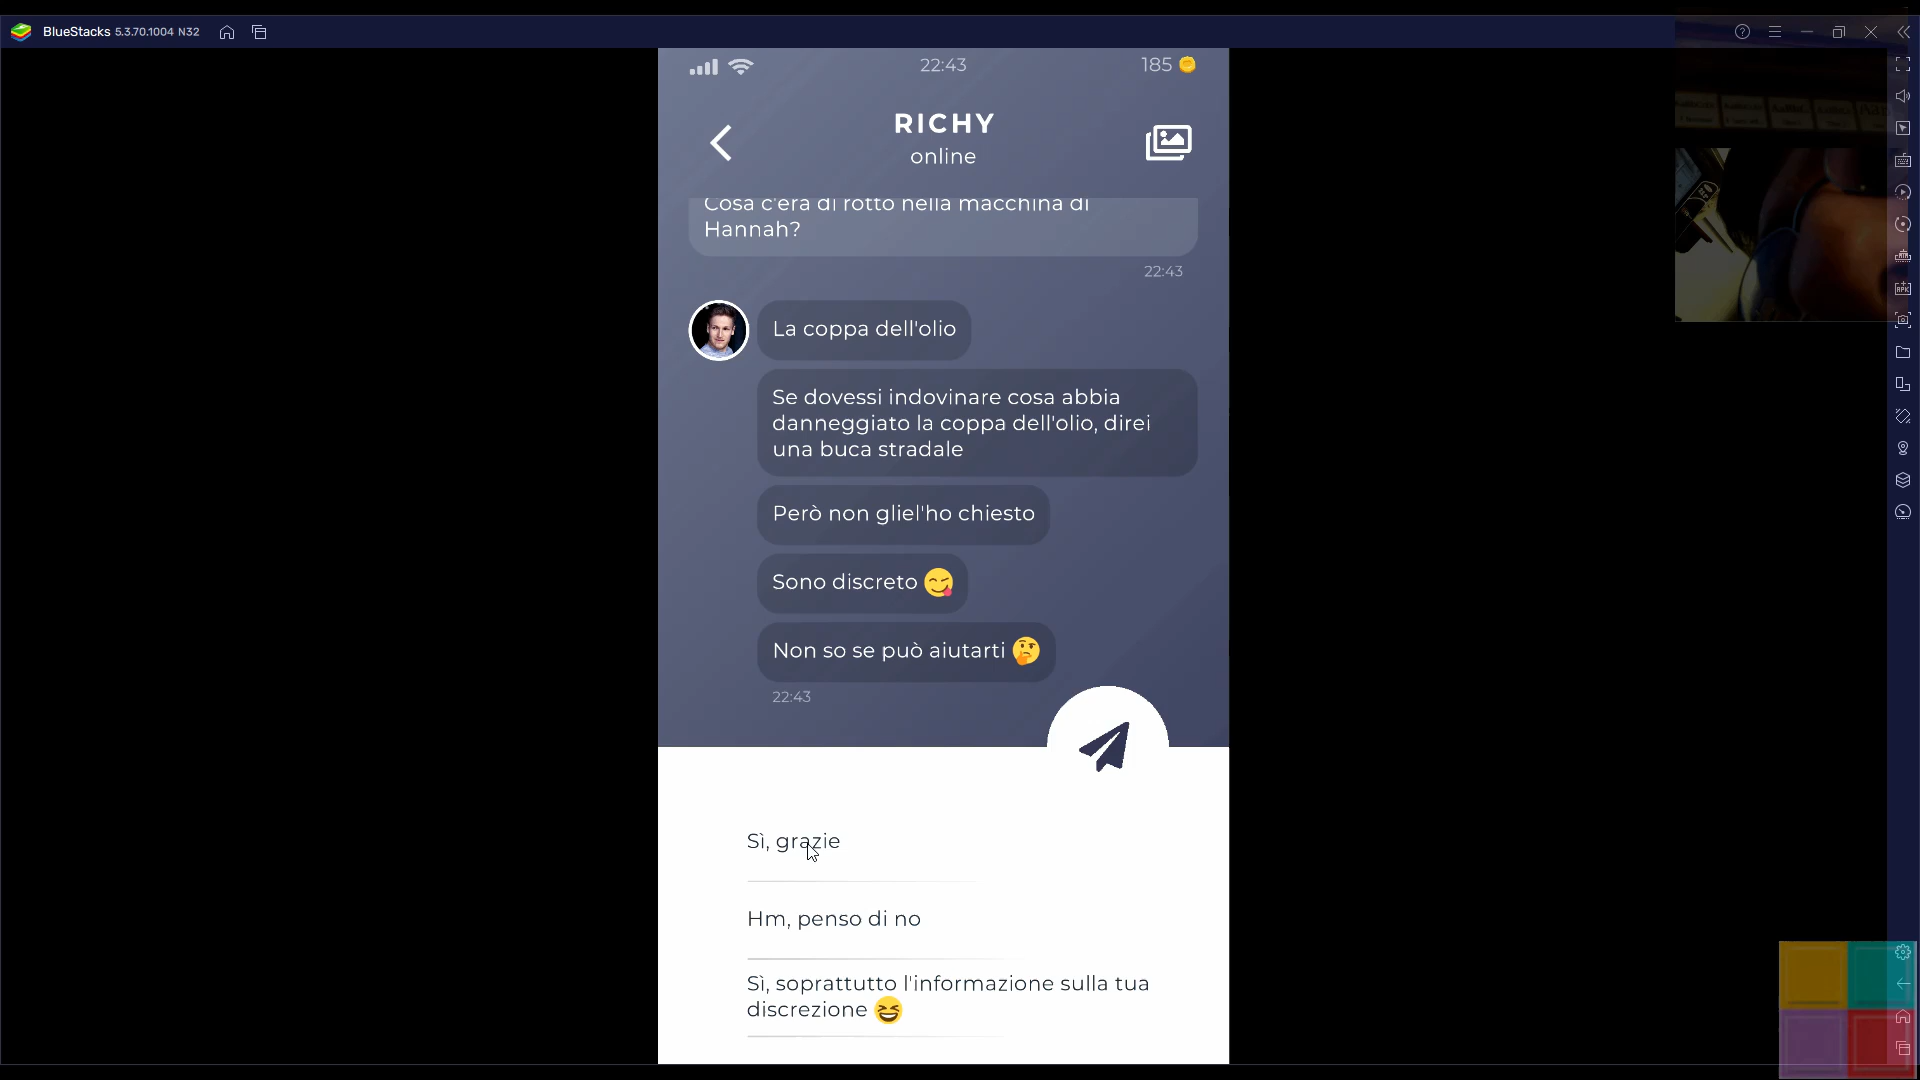 BlueStacks 5.3.70.1004 N32
22:43
185
RICHY
online
Cosa c'era di rotto nella macchina di
Hannah?
22:43
La coppa dell'olio
Se dovessi indovinare cosa abbia
danneggiato la coppa dell'olio, direi
una buca stradale
Però non gliel'ho chiesto
Sono discreto 😋
Non so se può aiutarti 🤔
22:43
Sì, grazie
Hm, penso di no
Sì, soprattutto l'informazione sulla tua
discrezione 😆